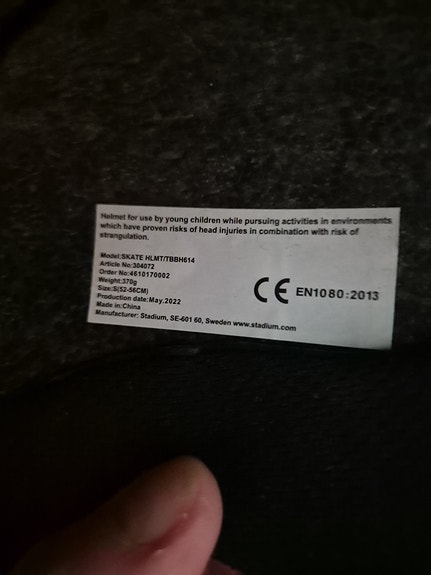 Helmet for use by young children while pursuing activities in environments
which have proven risks of head injuries in combination with risk of
strangulation.
Model:SKATE HLMT/TBBH614
Article No:304072
Order No:4610170002
Weight:370g
Size:S(52-56CM)
Production date:May.2022
Made in:China
Manufacturer: Stadium, SE-601 60, Sweden www.stadium.com
CE EN1080:2013